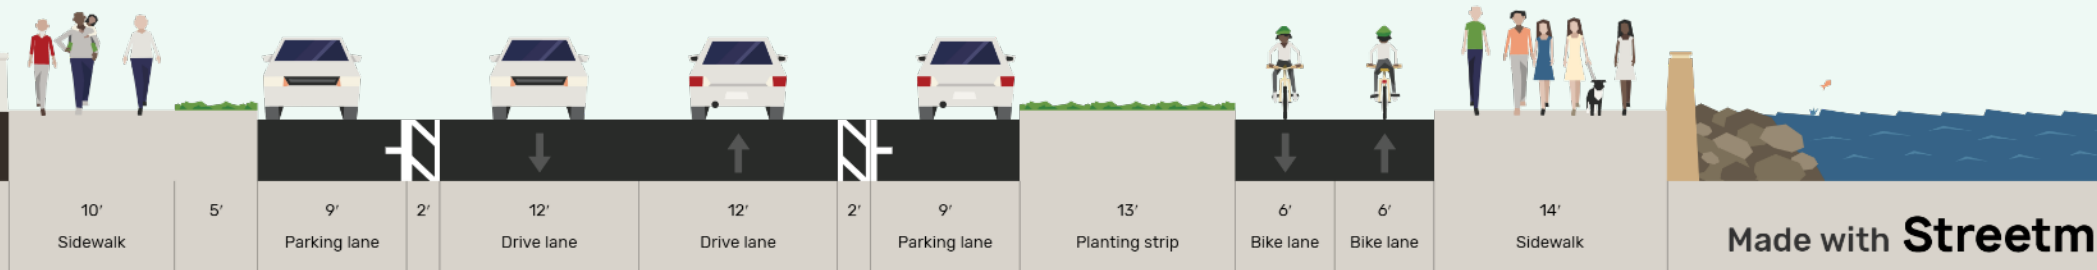 10′ 5′ 9′ 2′ 12′ 12′ 2′ 9′ 13′ 6′ 6′ 14′
Sidewalk Parking lane Drive lane Drive lane Parking lane Planting strip Bike lane Bike lane Sidewalk
Made with Streetm